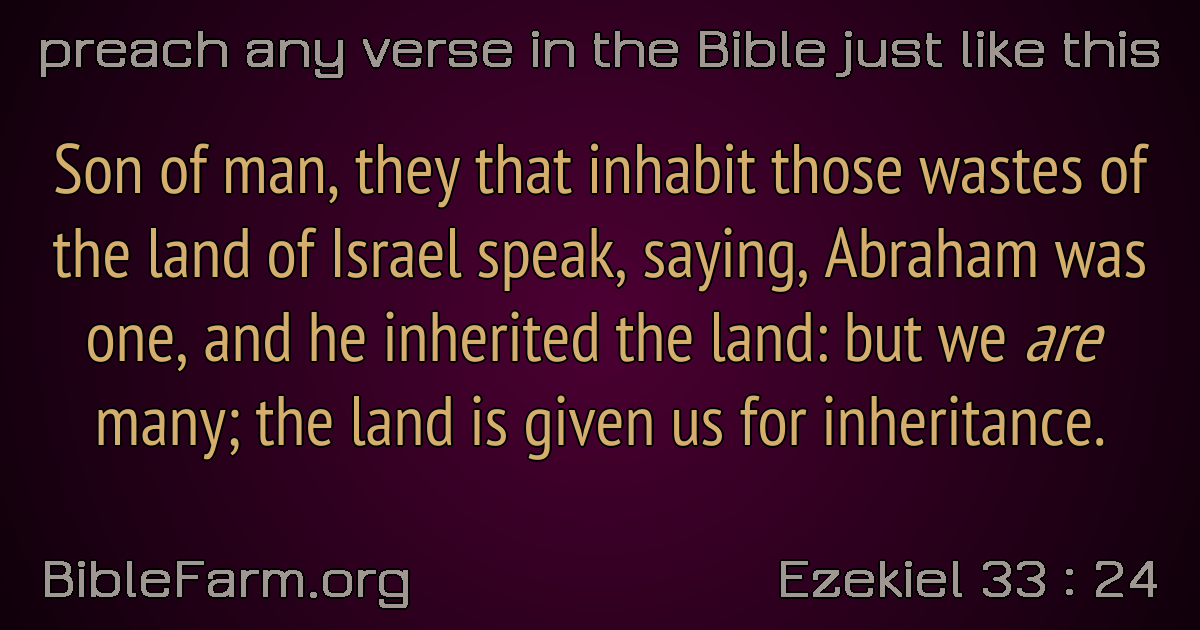 preach any verse in the Bible just like this
Son of man, they that inhabit those wastes of
the land of Israel speak, saying, Abraham was
one, and he inherited the land: but we are
many; the land is given us for inheritance.
BibleFarm.org
Ezekiel 33 : 24